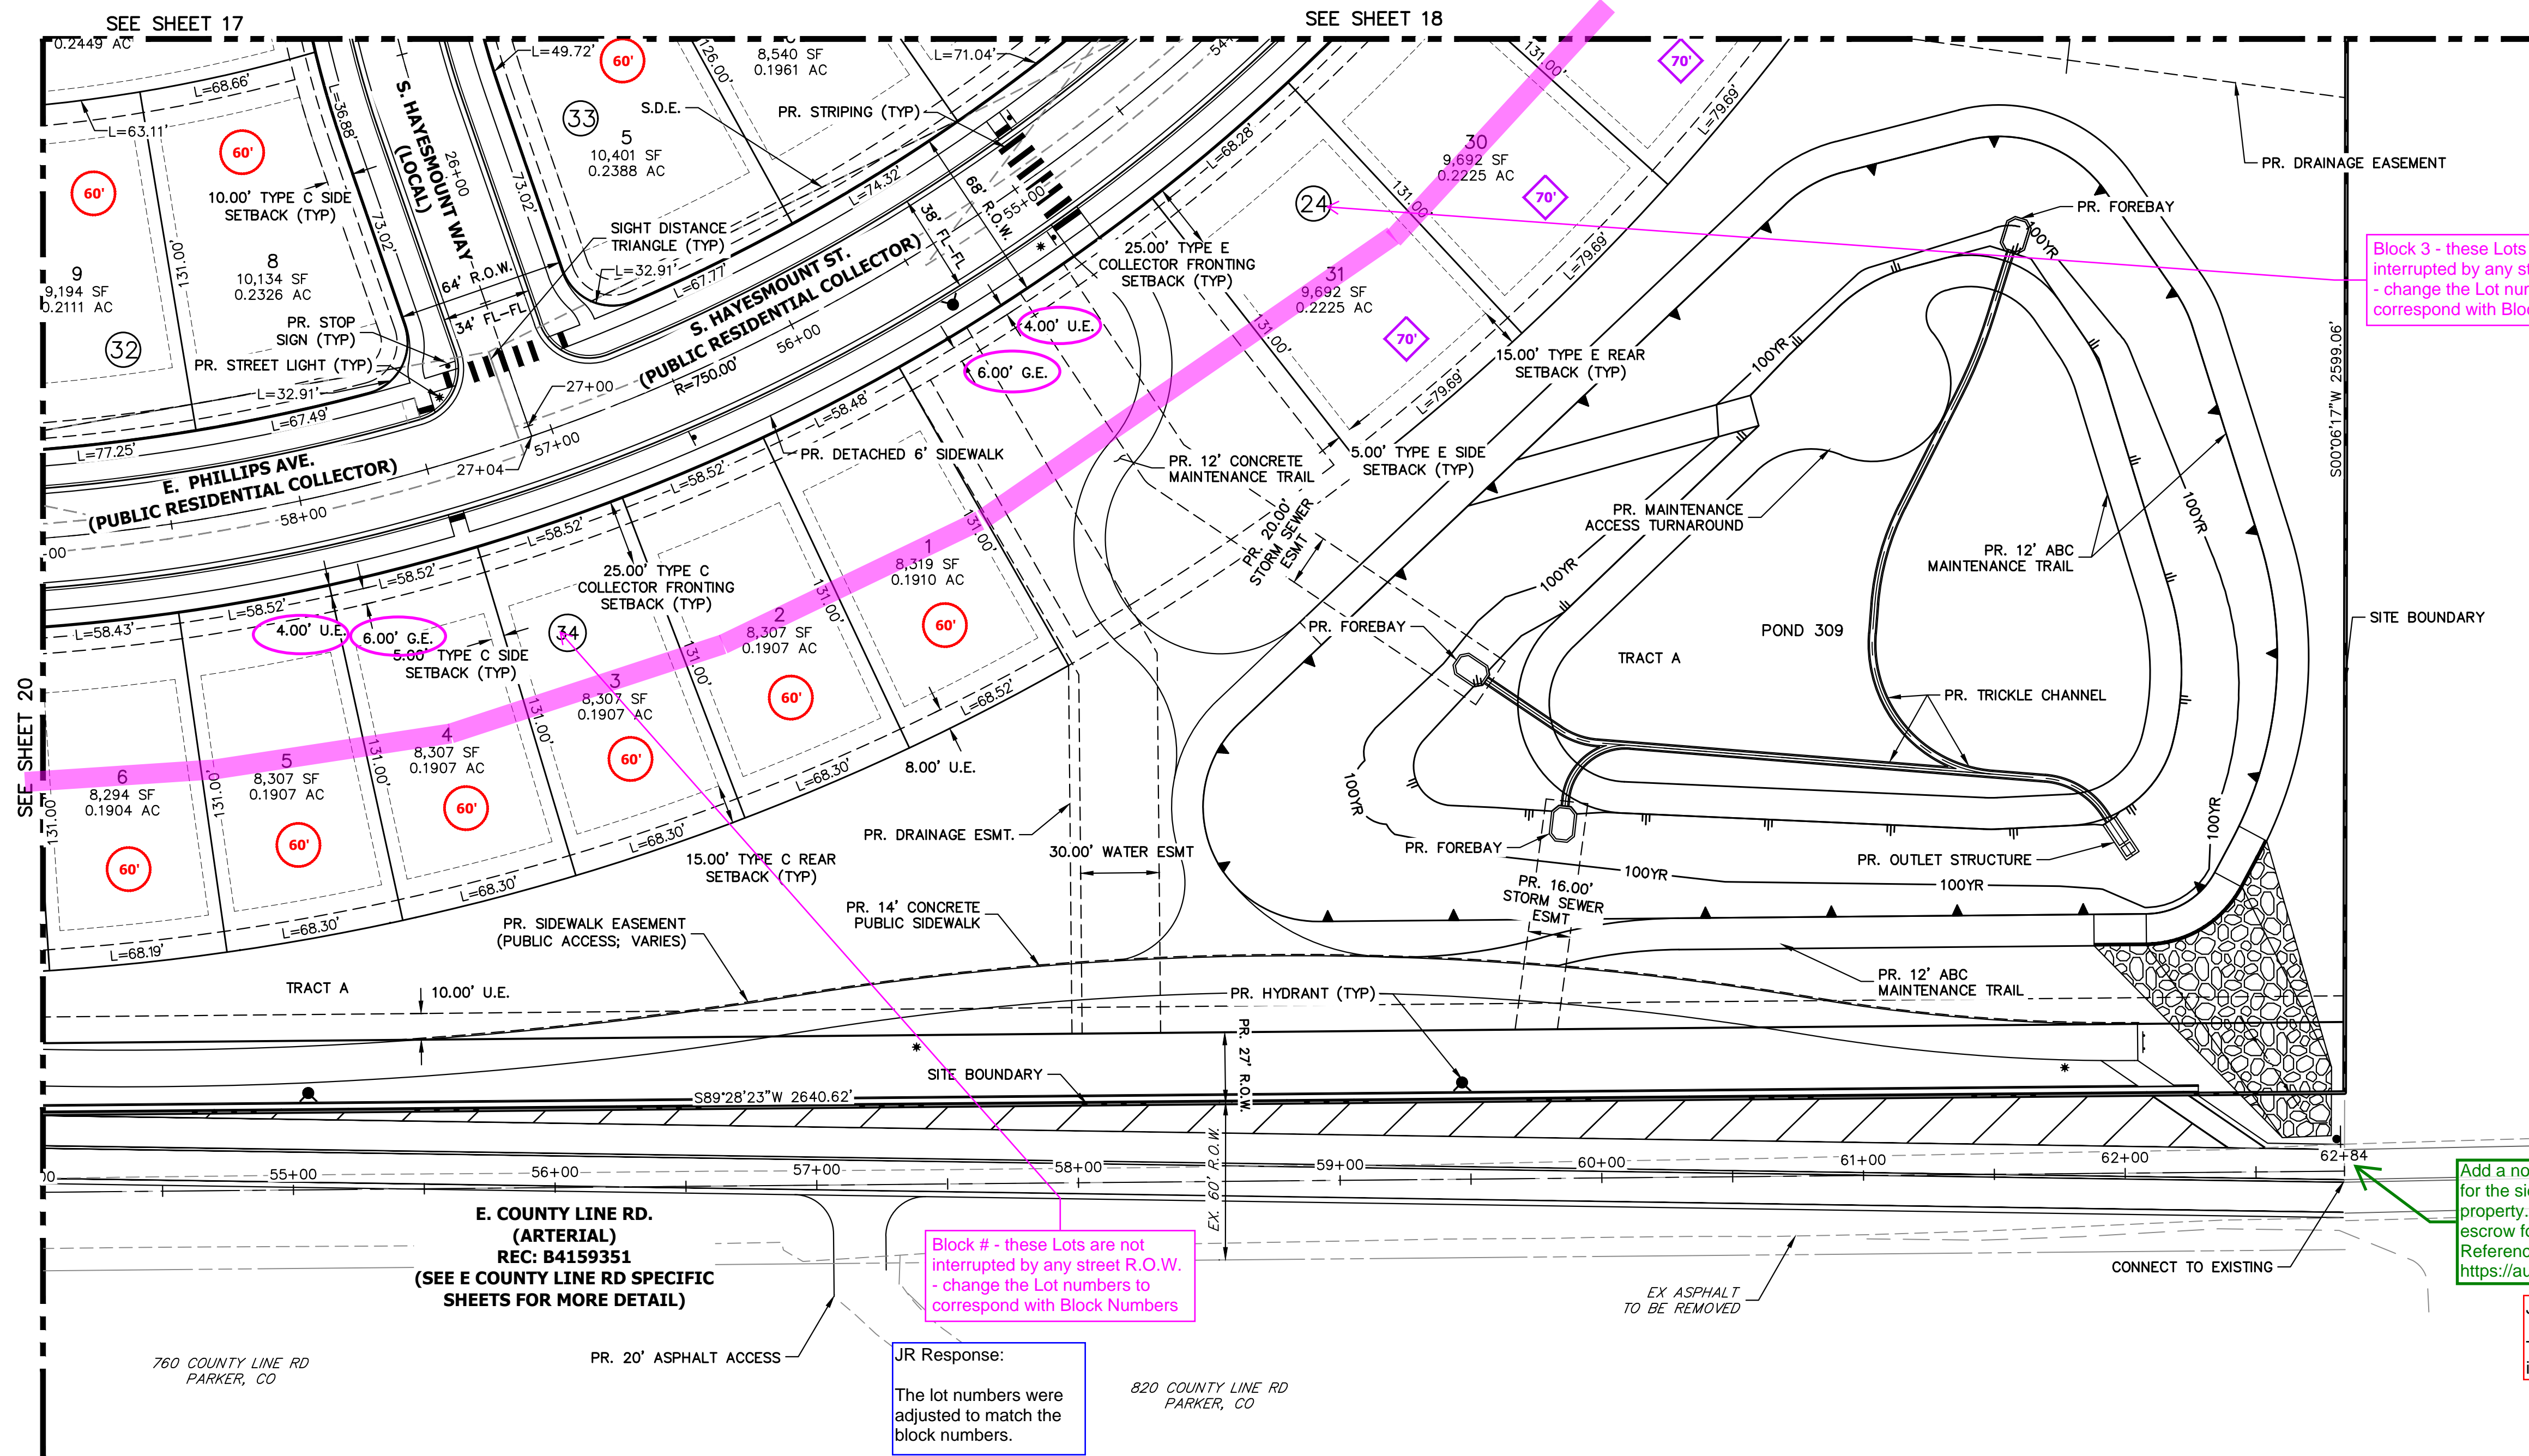 SEE SHEET 17
SEE SHEET 18
0.2449 AC
L=68.66'
L=63.11'
60'
60'
9
9,194 SF
0.2111 AC
131.00'
8
10,134 SF
0.2326 AC
32
10.00' TYPE C SIDE
SETBACK (TYP)
L=36.88'
73.02'
S. HAYESMOUNT WAY
(LOCAL)
26+00
64' R.O.W.
34' FL-FL
73.02'
L=49.72'
60'
33
5
10,401 SF
0.2388 AC
126.00'
8,540 SF
0.1961 AC
L=71.04'
S.D.E.
PR. STRIPING (TYP)
SIGHT DISTANCE
TRIANGLE (TYP)
L=32.91'
L=67.77'
L=74.32'
68' R.O.W.
38' FL-FL
55+00
L=68.28'
PR. STOP
SIGN (TYP)
PR. STREET LIGHT (TYP)
L=32.91'
L=67.49'
L=77.25'
27+00
27+04
57+00
S. HAYESMOUNT ST.
(PUBLIC RESIDENTIAL COLLECTOR)
R=750.00'
56+00
E. PHILLIPS AVE.
(PUBLIC RESIDENTIAL COLLECTOR)
58+00
PR. DETACHED 6' SIDEWALK
4.00' U.E.
6.00' G.E.
25.00' TYPE E
COLLECTOR FRONTING
SETBACK (TYP)
131.00'
70'
24
30
9,692 SF
0.2225 AC
131.00'
70'
L=79.69'
L=79.69'
31
9,692 SF
0.2225 AC
131.00'
70'
L=79.69'
15.00' TYPE E REAR
SETBACK (TYP)
5.00' TYPE E SIDE
SETBACK (TYP)
PR. 12' CONCRETE
MAINTENANCE TRAIL
PR. 20.00'
STORM SEWER
ESMT
PR. DRAINAGE EASEMENT
PR. FOREBAY
100YR
100YR
PR. MAINTENANCE
ACCESS TURNAROUND
100YR
PR. 12' ABC
MAINTENANCE TRAIL
S00°06'17"W 2599.06'
SITE BOUNDARY
100YR
POND 309
TRACT A
PR. FOREBAY
PR. TRICKLE CHANNEL
100YR
PR. FOREBAY
100YR
100YR
100YR
PR. OUTLET STRUCTURE
PR. 16.00'
STORM SEWER
ESMT
PR. 12' ABC
MAINTENANCE TRAIL
Block 3 - these Lots
interrupted by any
- change the Lot
correspond with
L=58.48'
L=58.52'
L=58.52'
L=58.52'
L=58.52'
L=58.43'
4.00' U.E.
6.00' G.E.
5.00' TYPE C SIDE
SETBACK (TYP)
25.00' TYPE C
COLLECTOR FRONTING
SETBACK (TYP)
34
1
8,319 SF
0.1910 AC
60'
131.00'
2
8,307 SF
0.1907 AC
60'
131.00'
3
8,307 SF
0.1907 AC
60'
131.00'
4
8,307 SF
0.1907 AC
60'
131.00'
5
8,307 SF
0.1907 AC
60'
131.00'
6
8,294 SF
0.1904 AC
60'
131.0'
131.00'
SEE SHEET 20
L=68.52'
L=68.30'
L=68.30'
L=68.30'
L=68.30'
L=68.19'
8.00' U.E.
15.00' TYPE C REAR
SETBACK (TYP)
PR. DRAINAGE ESMT.
30.00' WATER ESMT
PR. 14' CONCRETE
PUBLIC SIDEWALK
PR. SIDEWALK EASEMENT
(PUBLIC ACCESS; VARIES)
TRACT A
10.00' U.E.
PR. HYDRANT (TYP)
PR. 27' R.O.W.
SITE BOUNDARY
S89°28'23"W 2640.62'
EX. 60' R.O.W.
55+00
56+00
57+00
58+00
59+00
60+00
61+00
62+00
62+84
E. COUNTY LINE RD.
(ARTERIAL)
REC: B4159351
(SEE E COUNTY LINE RD SPECIFIC
SHEETS FOR MORE DETAIL)
Block # - these Lots are not
interrupted by any street R.O.W.
- change the Lot numbers to
correspond with Block Numbers
JR Response:
The lot numbers were
adjusted to match the
block numbers.
PR. 20' ASPHALT ACCESS
760 COUNTY LINE RD
PARKER, CO
820 COUNTY LINE RD
PARKER, CO
EX ASPHALT
TO BE REMOVED
CONNECT TO EXISTING
Add a
for the
property.
escrow
https://au